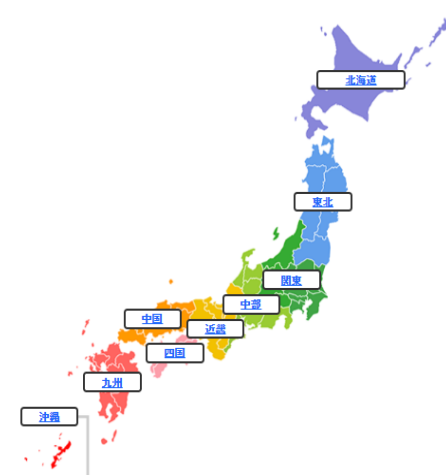 北海道
東北
関東
中部
中国
近畿
四国
九州
沖縄